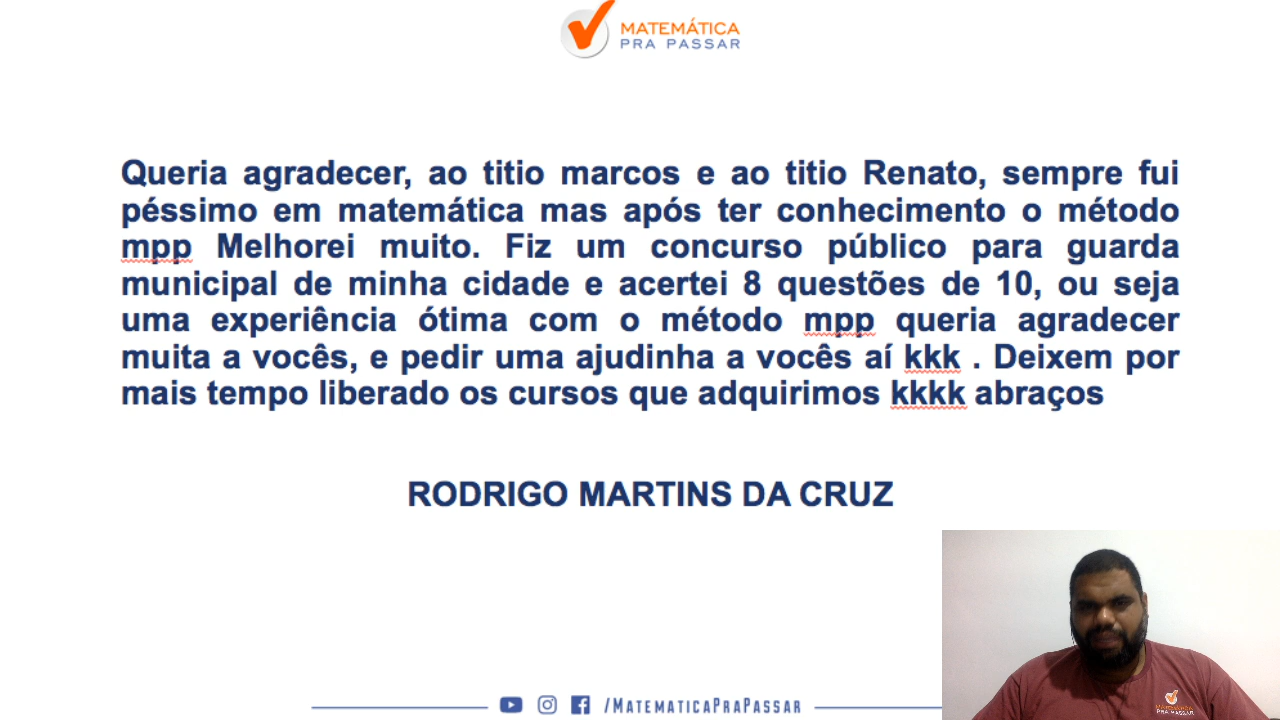 MATEMÁTICA
PRA PASSAR
Queria agradecer, ao titio marcos e ao titio Renato, sempre fui
péssimo em matemática mas após ter conhecimento o método
mpp Melhorei muito. Fiz um concurso público para guarda
municipal de minha cidade e acertei 8 questões de 10, ou seja
uma experiência ótima com o método mpp queria agradecer
muita a vocês, e pedir uma ajudinha a vocês aí kkk . Deixem por
mais tempo liberado os cursos que adquirimos kkkk abraços
RODRIGO MARTINS DA CRUZ
MATEMÁTICA
PRA PASSAR
/MATEMATICAPRAPASSAR